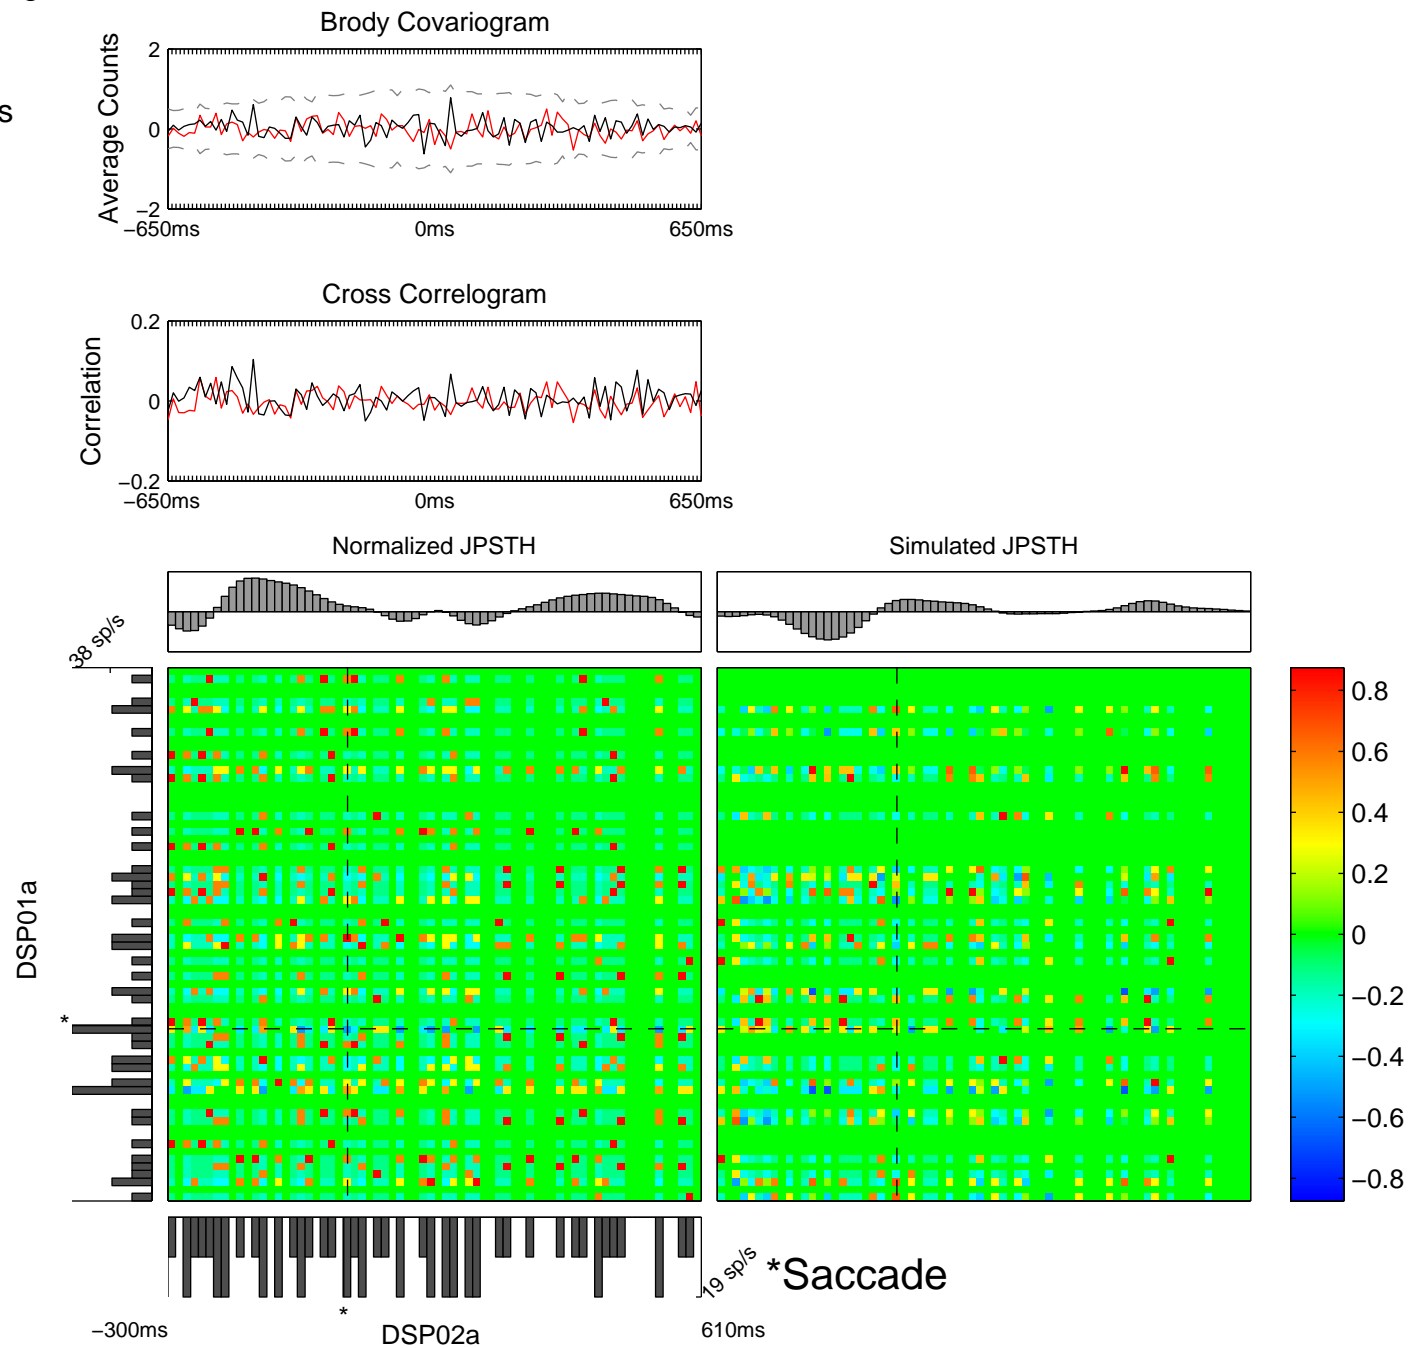 Brody Covariogram
Average Counts
2
0
−2
−650ms
0ms
650ms
s
Cross Correlogram
Correlation
0.2
0
−0.2
−650ms
0ms
650ms
Normalized JPSTH
Simulated JPSTH
38 sp/s
DSP01a
*
0.8
0.6
0.4
0.2
0
−0.2
−0.4
−0.6
−0.8
19 sp/s
*Saccade
*
−300ms
DSP02a
610ms